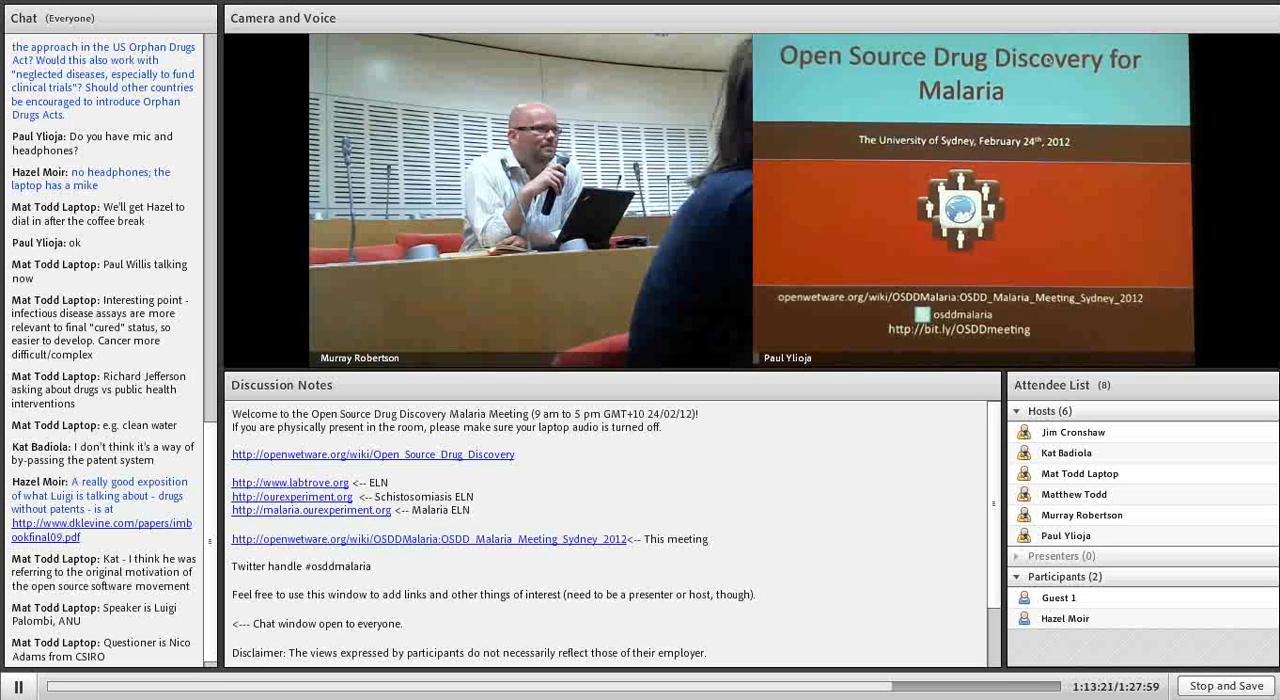 Chat (Everyone)
the approach in the US Orphan Drugs
Act? Would this also work with
"neglected diseases, especially to fund
clinical trials"? Should other countries
be encouraged to introduce Orphan
Drugs Acts.
Paul Ylioja: Do you have mic and
headphones?
Hazel Moir: no headphones; the
laptop has a mike
Mat Todd Laptop: We'll get Hazel to
dial in after the coffee break
Paul Ylioja: ok
Mat Todd Laptop: Paul Willis talking
now
Mat Todd Laptop: Interesting point -
infectious disease assays are more
relevant to final "cured" status, so
easier to develop. Cancer more
difficult/complex
Mat Todd Laptop: Richard Jefferson
asking about drugs vs public health
interventions
Mat Todd Laptop: e.g. clean water
Kat Badiola: I don't think it's a way of
by-passing the patent system
Hazel Moir: A really good exposition
of what Luigi is talking about - drugs
without patents - is at
http://www.dklevine.com/papers/imb
ookfinal09.pdf
Mat Todd Laptop: Kat - I think he was
referring to the original motivation of
the open source software movement
Mat Todd Laptop: Speaker is Luigi
Palombi, ANU
Mat Todd Laptop: Questioner is Nico
Adams from CSIRO
Camera and Voice
Murray Robertson
Open Source Drug Discovery for
Malaria
The University of Sydney, February 24th, 2012
openwetware.org/wiki/OSDDMalaria:OSDD_Malaria_Meeting_Sydney_2012
osddmalaria
http://bit.ly/OSDDmeeting
Paul Ylioja
Discussion Notes
Welcome to the Open Source Drug Discovery Malaria Meeting (9 am to 5 pm GMT+10 24/02/12)!
If you are physically present in the room, please make sure your laptop audio is turned off.
http://openwetware.org/wiki/Open_Source_Drug_Discovery
http://www.labtrove.org <-- ELN
http://ourexperiment.org <-- Schistosomiasis ELN
http://malaria.ourexperiment.org <-- Malaria ELN
http://openwetware.org/wiki/OSDDMalaria:OSDD_Malaria_Meeting_Sydney_2012<-- This meeting
Twitter handle #osddmalaria
Feel free to use this window to add links and other things of interest (need to be a presenter or host, though).
<--- Chat window open to everyone.
Disclaimer: The views expressed by participants do not necessarily reflect those of their employer.
Attendee List (8)
Hosts (6)
Jim Cronshaw
Kat Badiola
Mat Todd Laptop
Matthew Todd
Murray Robertson
Paul Ylioja
Presenters (0)
Participants (2)
Guest 1
Hazel Moir
1:13:21/1:27:59
Stop and Save